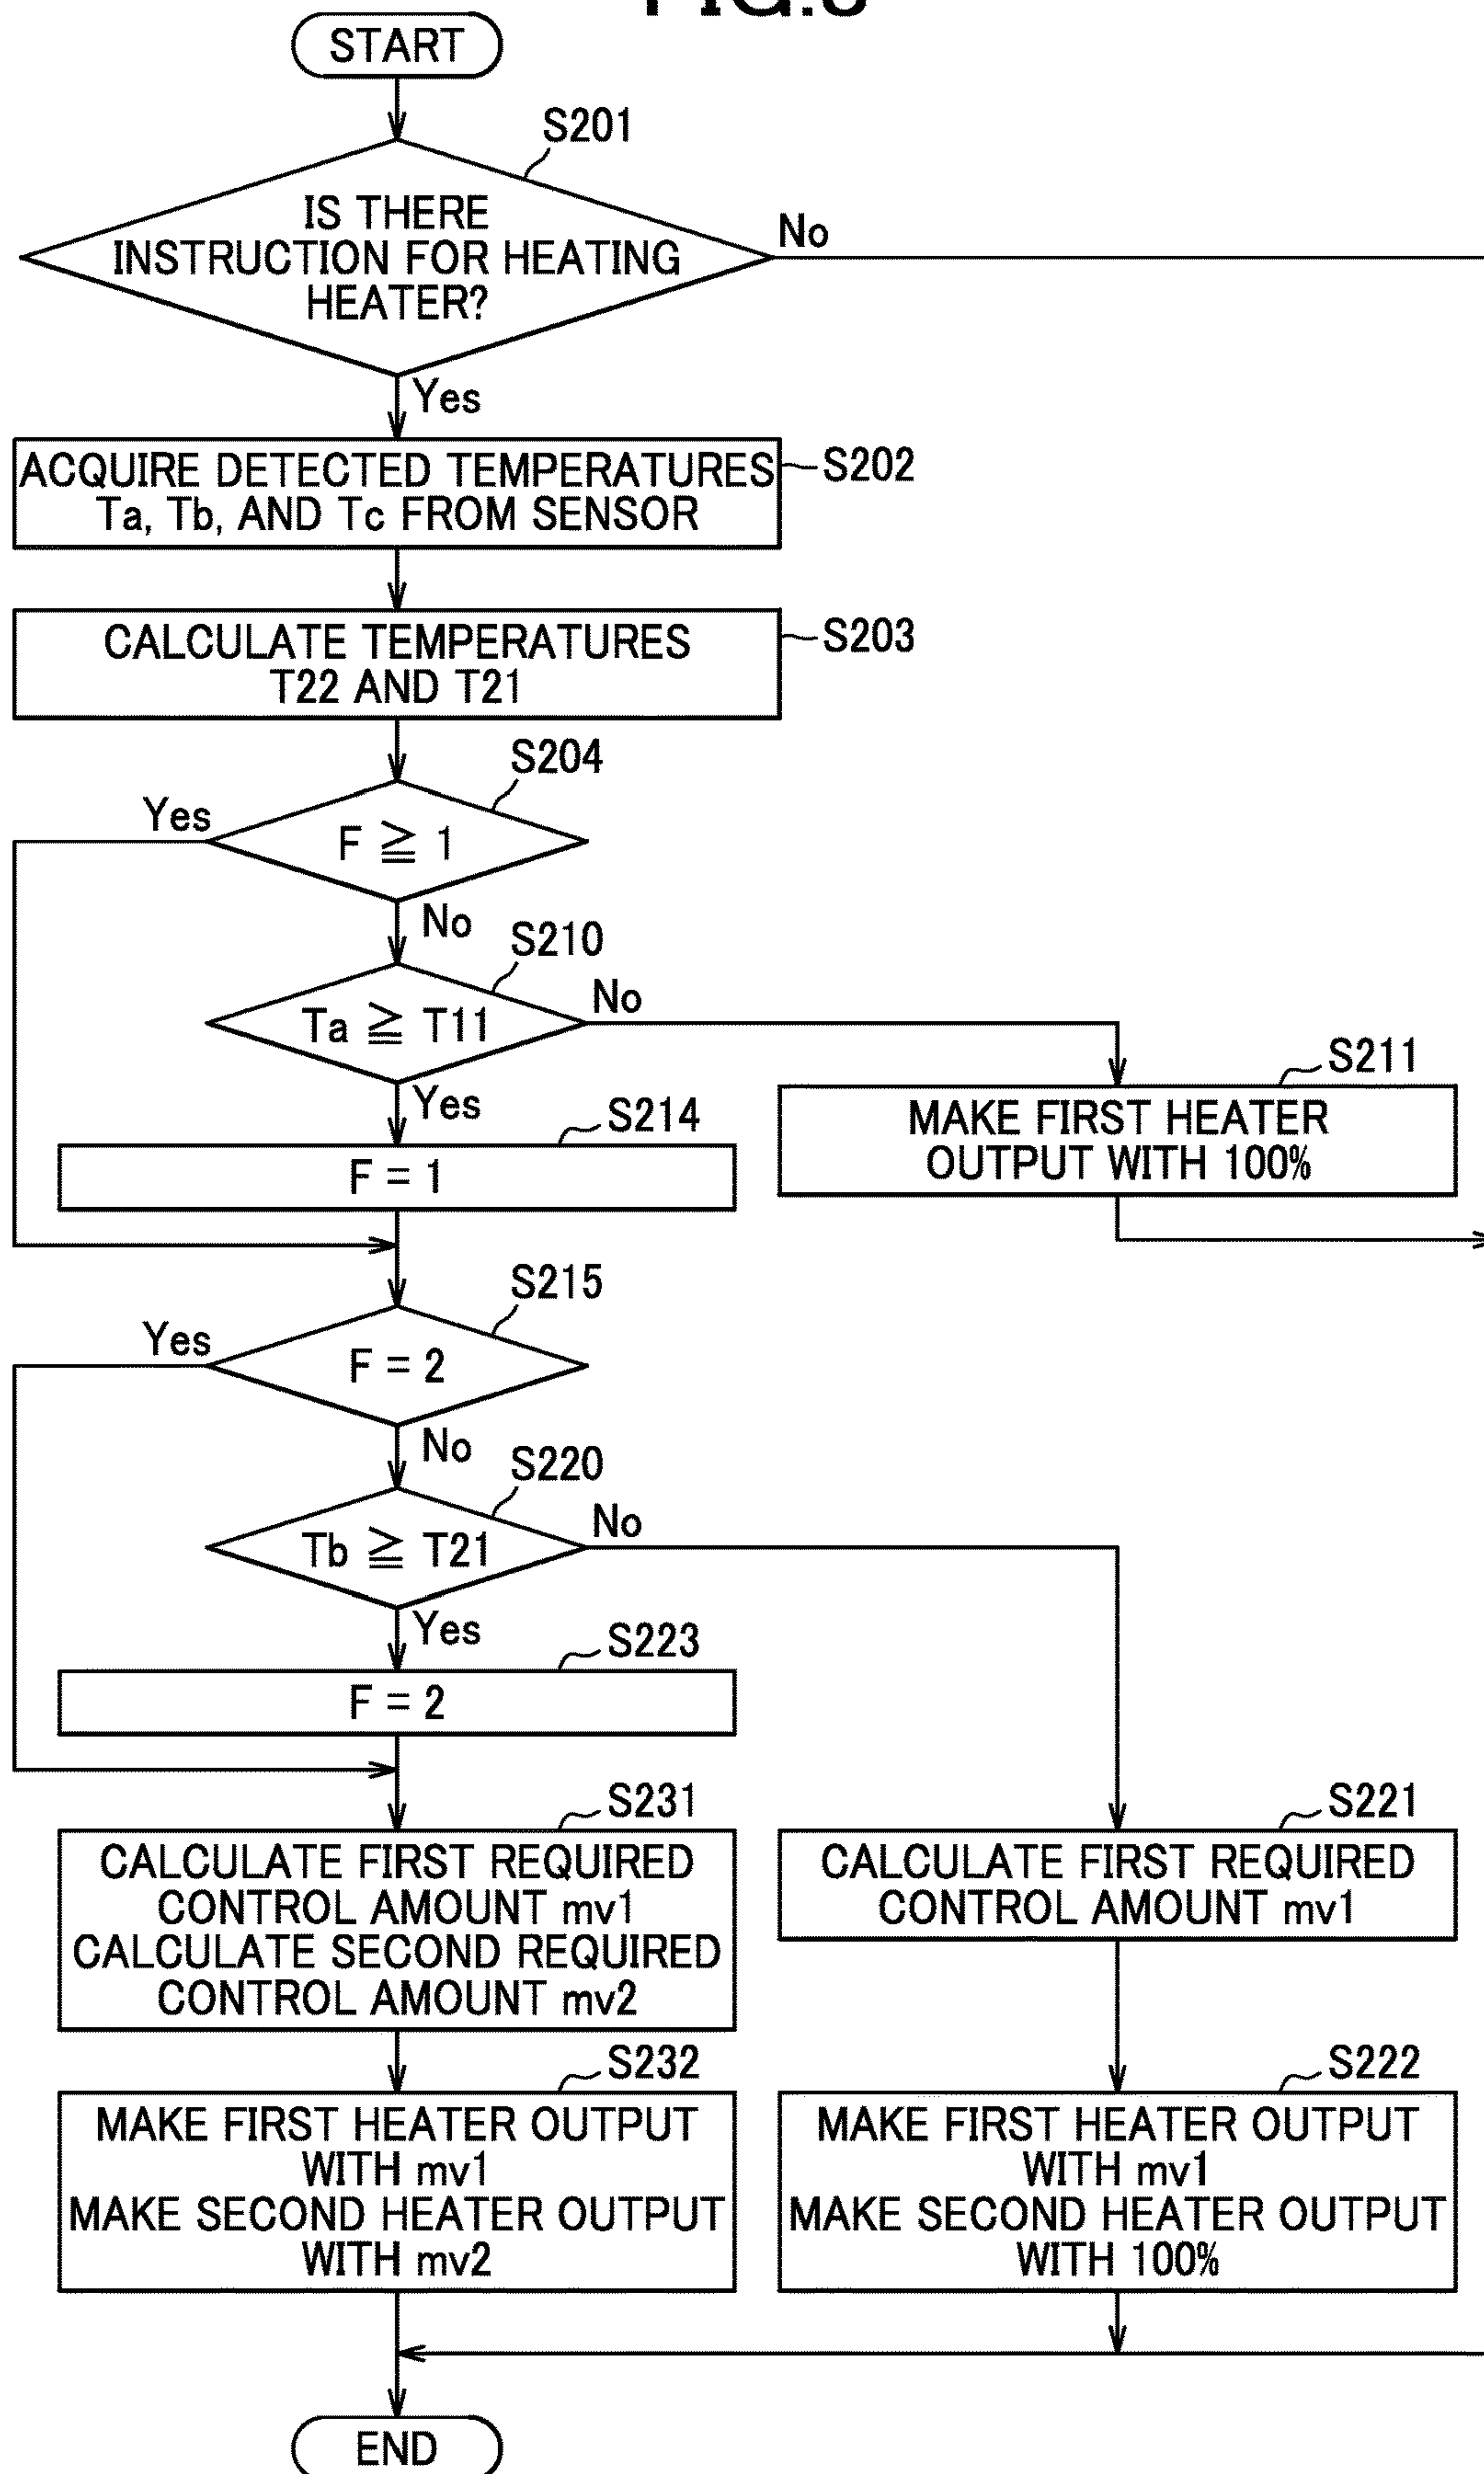 START
S201
IS THERE
INSTRUCTION FOR HEATING
HEATER?
No
Yes
ACQUIRE DETECTED TEMPERATURES
Ta, Tb, AND Tc FROM SENSOR
S202
CALCULATE TEMPERATURES
T22 AND T21
S203
S204
Yes
F ≧ 1
No
S210
Ta ≧ T11
No
Yes
S211
MAKE FIRST HEATER
OUTPUT WITH 100%
S214
F = 1
S215
Yes
F = 2
No
S220
Tb ≧ T21
No
Yes
S223
F = 2
S231
CALCULATE FIRST REQUIRED
CONTROL AMOUNT mv1
CALCULATE SECOND REQUIRED
CONTROL AMOUNT mv2
S221
CALCULATE FIRST REQUIRED
CONTROL AMOUNT mv1
S232
MAKE FIRST HEATER OUTPUT
WITH mv1
MAKE SECOND HEATER OUTPUT
WITH mv2
S222
MAKE FIRST HEATER OUTPUT
WITH mv1
MAKE SECOND HEATER OUTPUT
WITH 100%
END